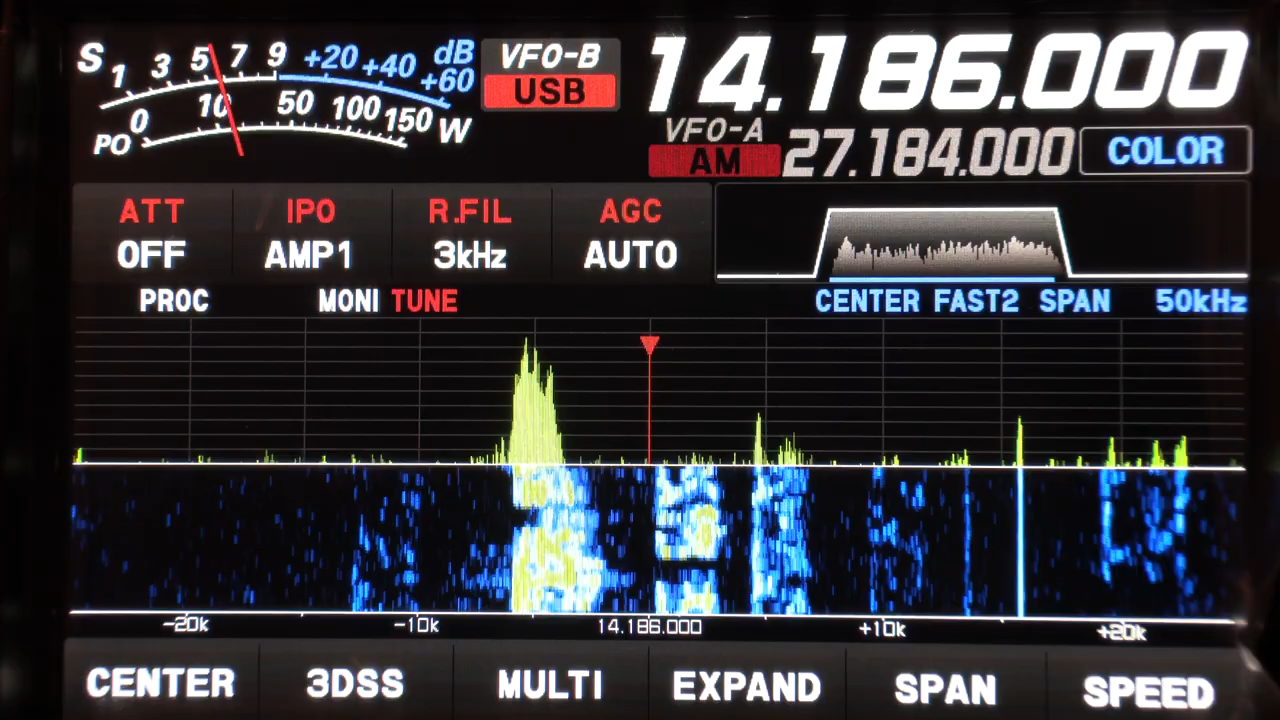 S 1 3 5 7 9 +20 +40 +60 dB
PO 0 10 50 100 150 W
VFO-B
USB
14.186.000
VFO-A
AM
27.184.000
COLOR
ATT IPO R.FIL AGC
OFF AMP1 3kHz AUTO
PROC MONI TUNE
CENTER FAST2 SPAN 50kHz
-20k -10k 14.186.000 +10k +20k
CENTER 3DSS MULTI EXPAND SPAN SPEED